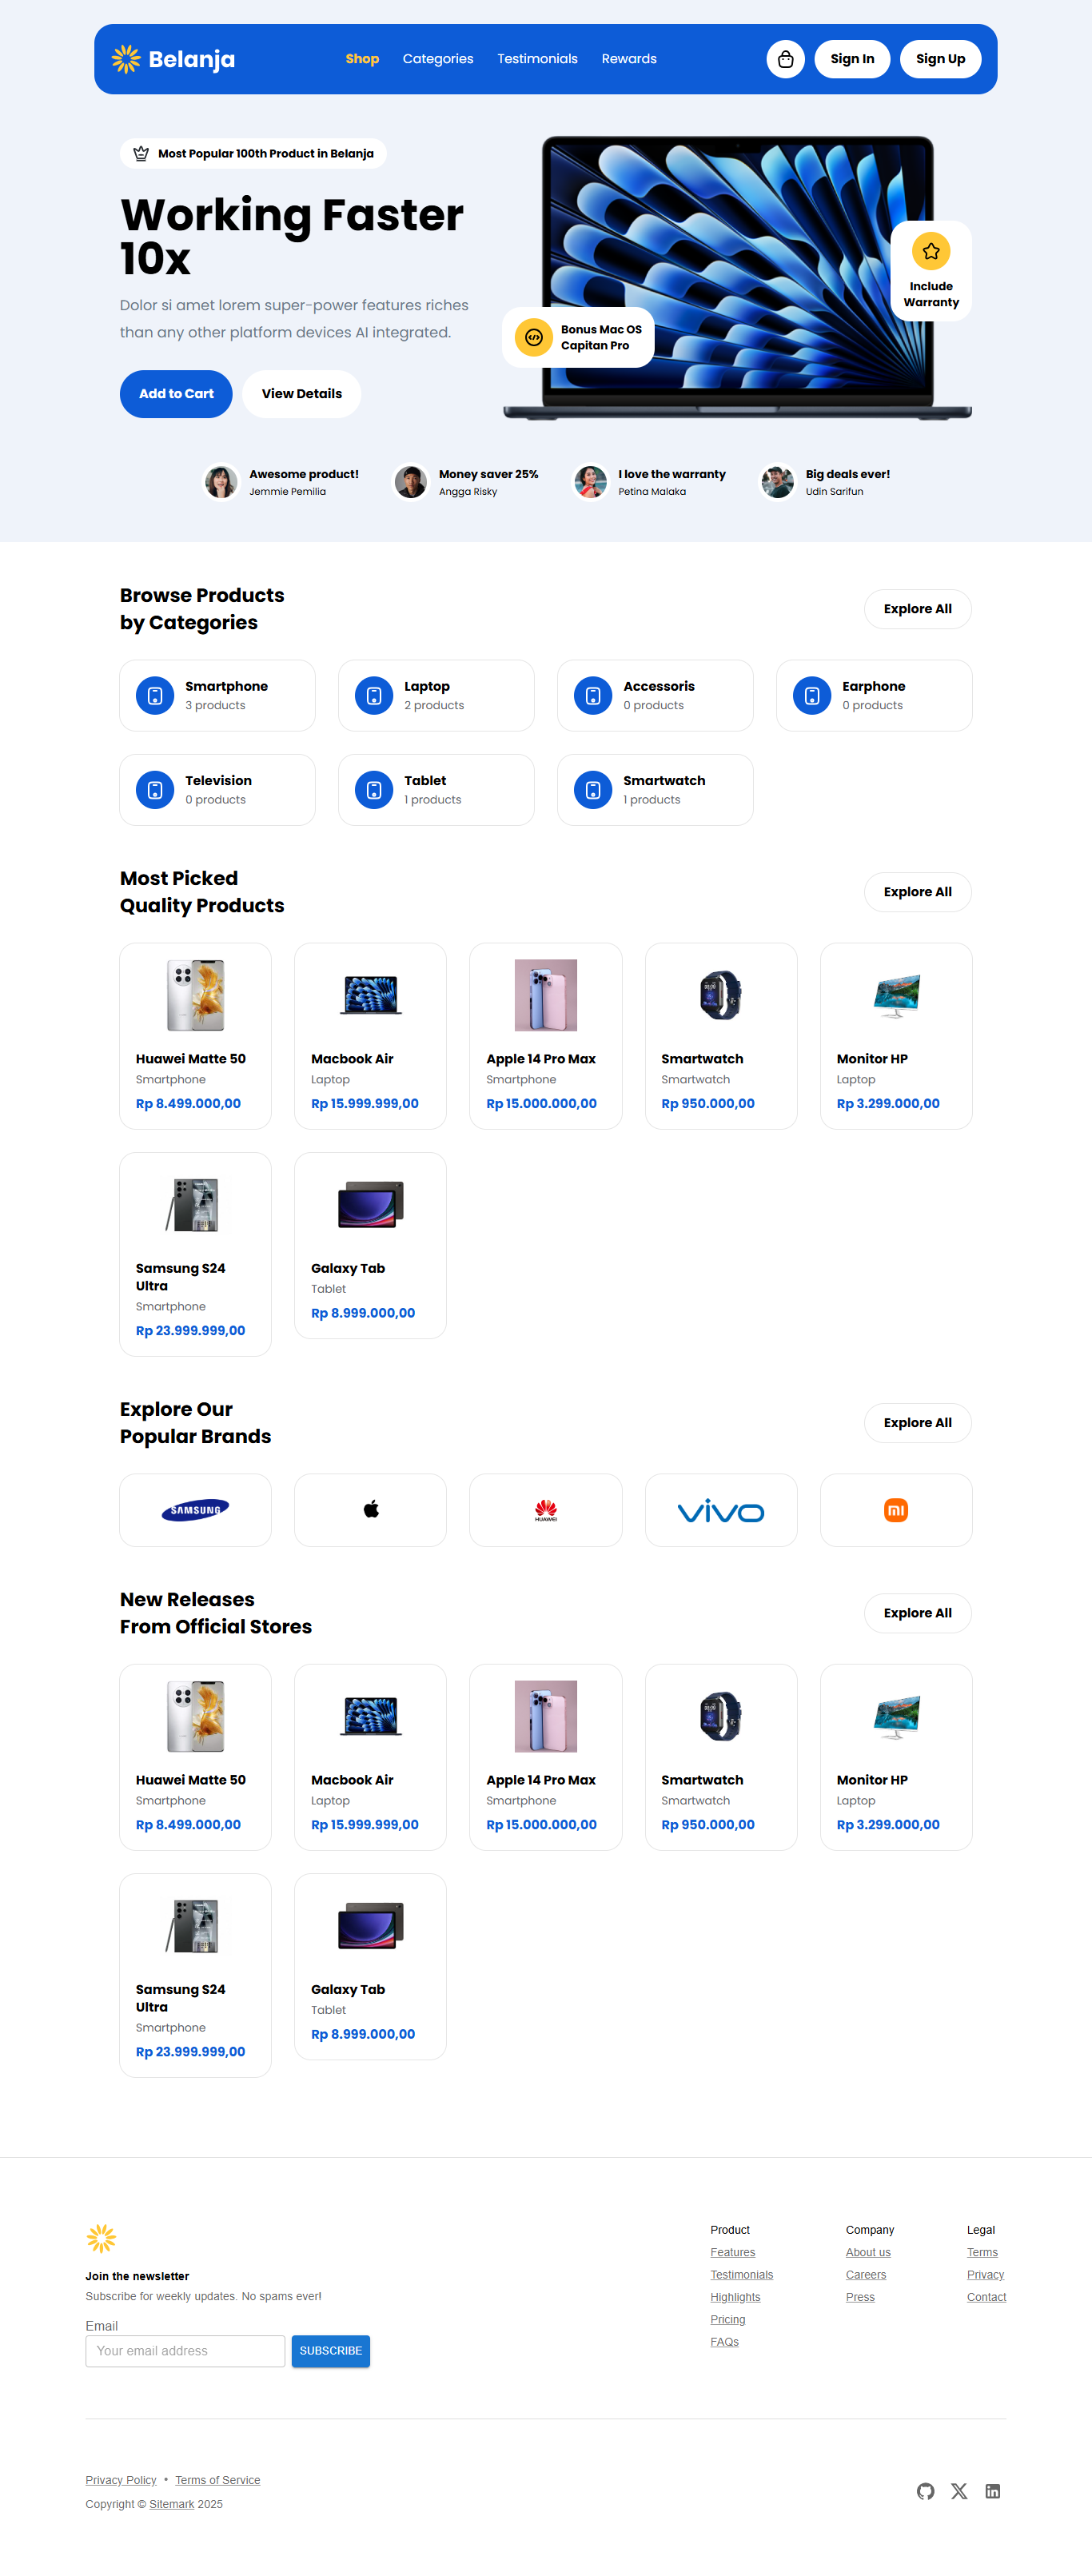 Belanja
Shop
Categories
Testimonials
Rewards
Sign In
Sign Up
Most Popular 100th Product in Belanja
Working Faster
10x
Dolor si amet lorem super-power features riches
than any other platform devices AI integrated.
Add to Cart
View Details
Bonus Mac OS
Capitan Pro
Include
Warranty
Awesome product!
Jemmie Pemilia
Money saver 25%
Angga Risky
I love the warranty
Petina Malaka
Big deals ever!
Udin Sarifun
Browse Products
by Categories
Explore All
Smartphone
3 products
Laptop
2 products
Accessoris
0 products
Earphone
0 products
Television
0 products
Tablet
1 products
Smartwatch
1 products
Most Picked
Quality Products
Explore All
Huawei Matte 50
Smartphone
Rp 8.499.000,00
Macbook Air
Laptop
Rp 15.999.999,00
Apple 14 Pro Max
Smartphone
Rp 15.000.000,00
Smartwatch
Smartwatch
Rp 950.000,00
Monitor HP
Laptop
Rp 3.299.000,00
Samsung S24
Ultra
Smartphone
Rp 23.999.999,00
Galaxy Tab
Tablet
Rp 8.999.000,00
Explore Our
Popular Brands
Explore All
SAMSUNG
HUAWEI
vivo
mi
New Releases
From Official Stores
Explore All
Huawei Matte 50
Smartphone
Rp 8.499.000,00
Macbook Air
Laptop
Rp 15.999.999,00
Apple 14 Pro Max
Smartphone
Rp 15.000.000,00
Smartwatch
Smartwatch
Rp 950.000,00
Monitor HP
Laptop
Rp 3.299.000,00
Samsung S24
Ultra
Smartphone
Rp 23.999.999,00
Galaxy Tab
Tablet
Rp 8.999.000,00
Join the newsletter
Subscribe for weekly updates. No spams ever!
Email
Your email address
SUBSCRIBE
Product
Features
Testimonials
Highlights
Pricing
FAQs
Company
About us
Careers
Press
Legal
Terms
Privacy
Contact
Privacy Policy • Terms of Service
Copyright © Sitemark 2025